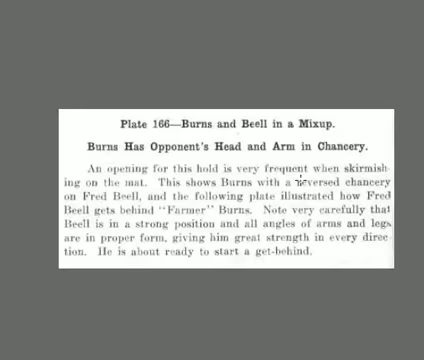 Plate 166—Burns and Beell in a Mixup.
Burns Has Opponent's Head and Arm in Chancery.
An opening for this hold is very frequent when skirmish-
ing on the mat. This shows Burns with a reversed chancery
on Fred Beell, and the following plate illustrated how Fred
Beell gets behind "Farmer" Burns. Note very carefully that
Beell is in a strong position and all angles of arms and legs
are in proper form, giving him great strength in every direc-
tion. He is about ready to start a get-behind.